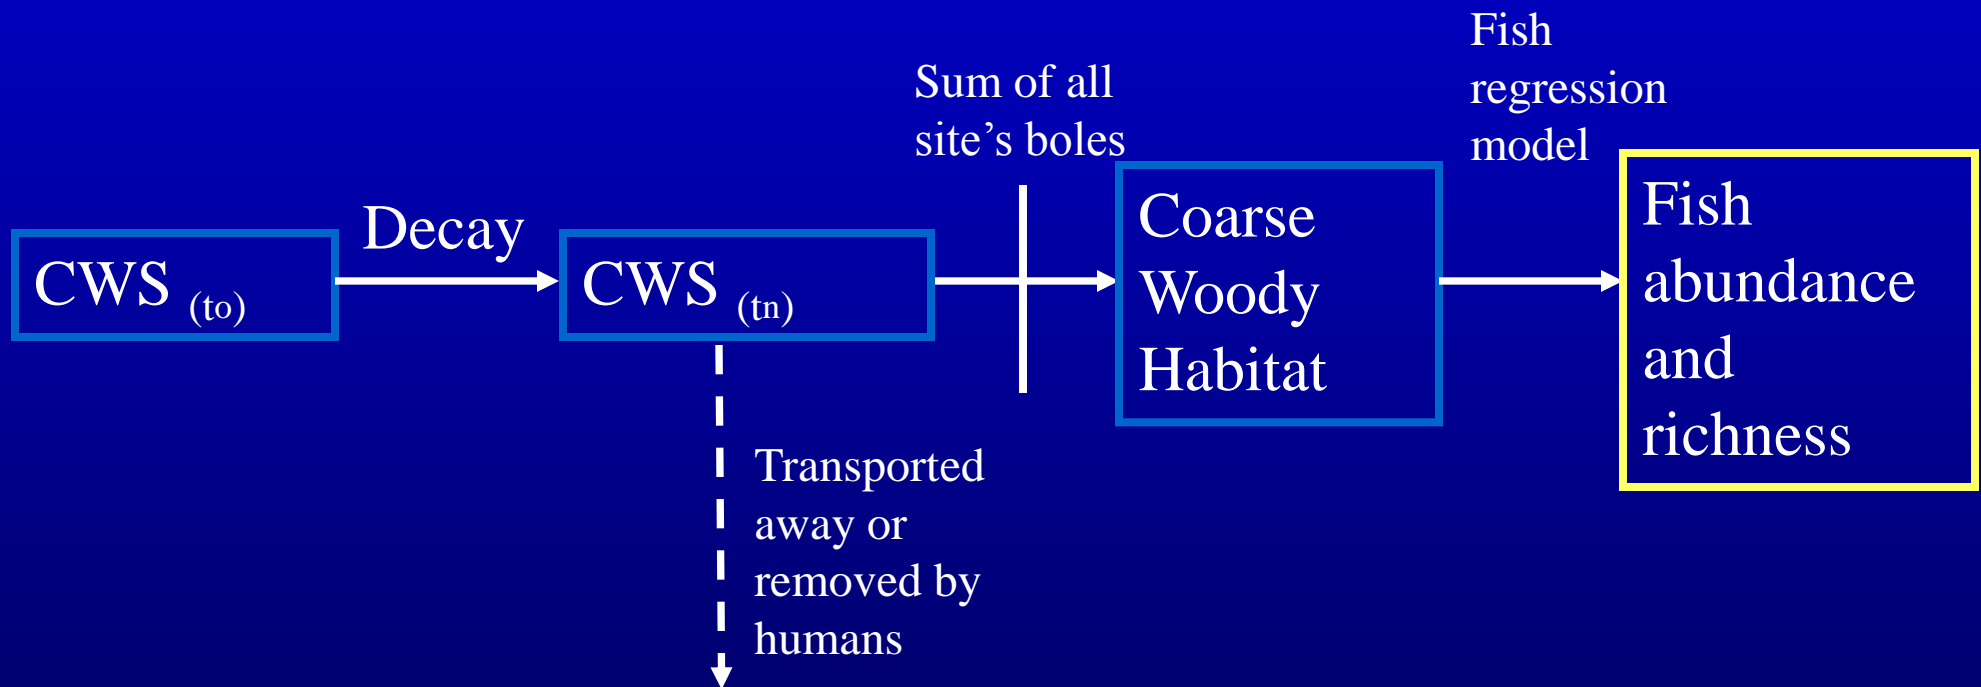 CWS (to)
Decay
CWS (tn)
Transported
away or
removed by
humans
Sum of all
site’s boles
Coarse
Woody
Habitat
Fish
regression
model
Fish
abundance
and
richness